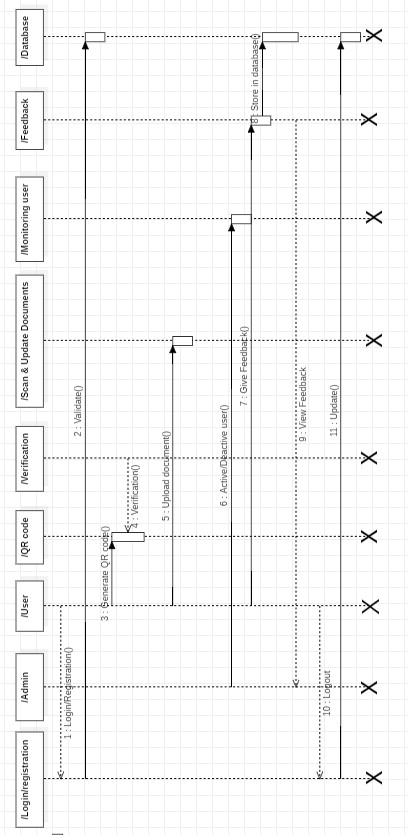 /Login/registration
/Admin
/User
/QR code
/Verification
/Scan & Update Documents
/Monitoring user
/Feedback
/Database
1 : Login/Registration()
2 : Validate()
3 : Generate QR code()
4 : Verification()
5 : Upload document()
6 : Active/Deactive user()
7 : Give Feedback()
8 : Store in database()
9 : View Feedback
10 : Logout
11 : Update()